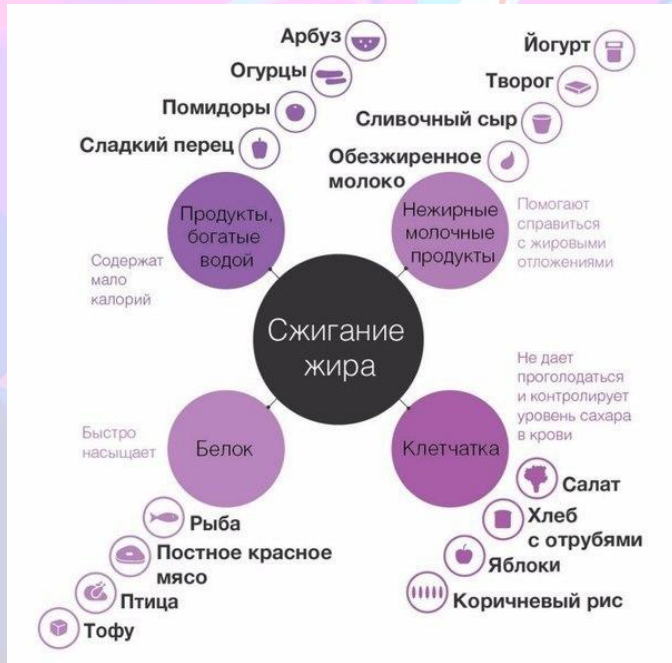 Арбуз
Огурцы
Помидоры
Сладкий перец
Йогурт
Творог
Сливочный сыр
Обезжиренное
молоко
Продукты,
богатые
водой
Содержат
мало
калорий
Нежирные
молочные
продукты
Помогают
справиться
с жировыми
отложениями
Сжигание
жира
Быстро
насыщает
Белок
Клетчатка
Не дает
проголодаться
и контролирует
уровень сахара
в крови
Рыба
Постное красное
мясо
Птица
Тофу
Салат
Хлеб
с отрубями
Яблоки
Коричневый рис